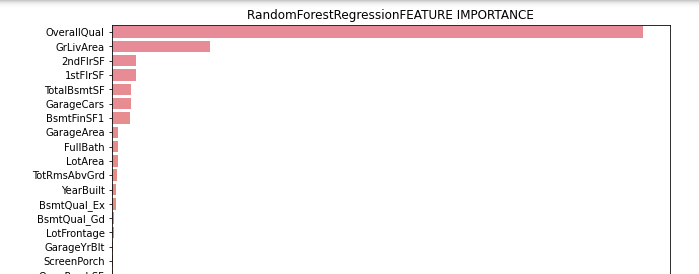 RandomForestRegressionFEATURE IMPORTANCE
OverallQual
GrLivArea
2ndFlrSF
1stFlrSF
TotalBsmtSF
GarageCars
BsmtFinSF1
GarageArea
FullBath
LotArea
TotRmsAbvGrd
YearBuilt
BsmtQual_Ex
BsmtQual_Gd
LotFrontage
GarageYrBlt
ScreenPorch